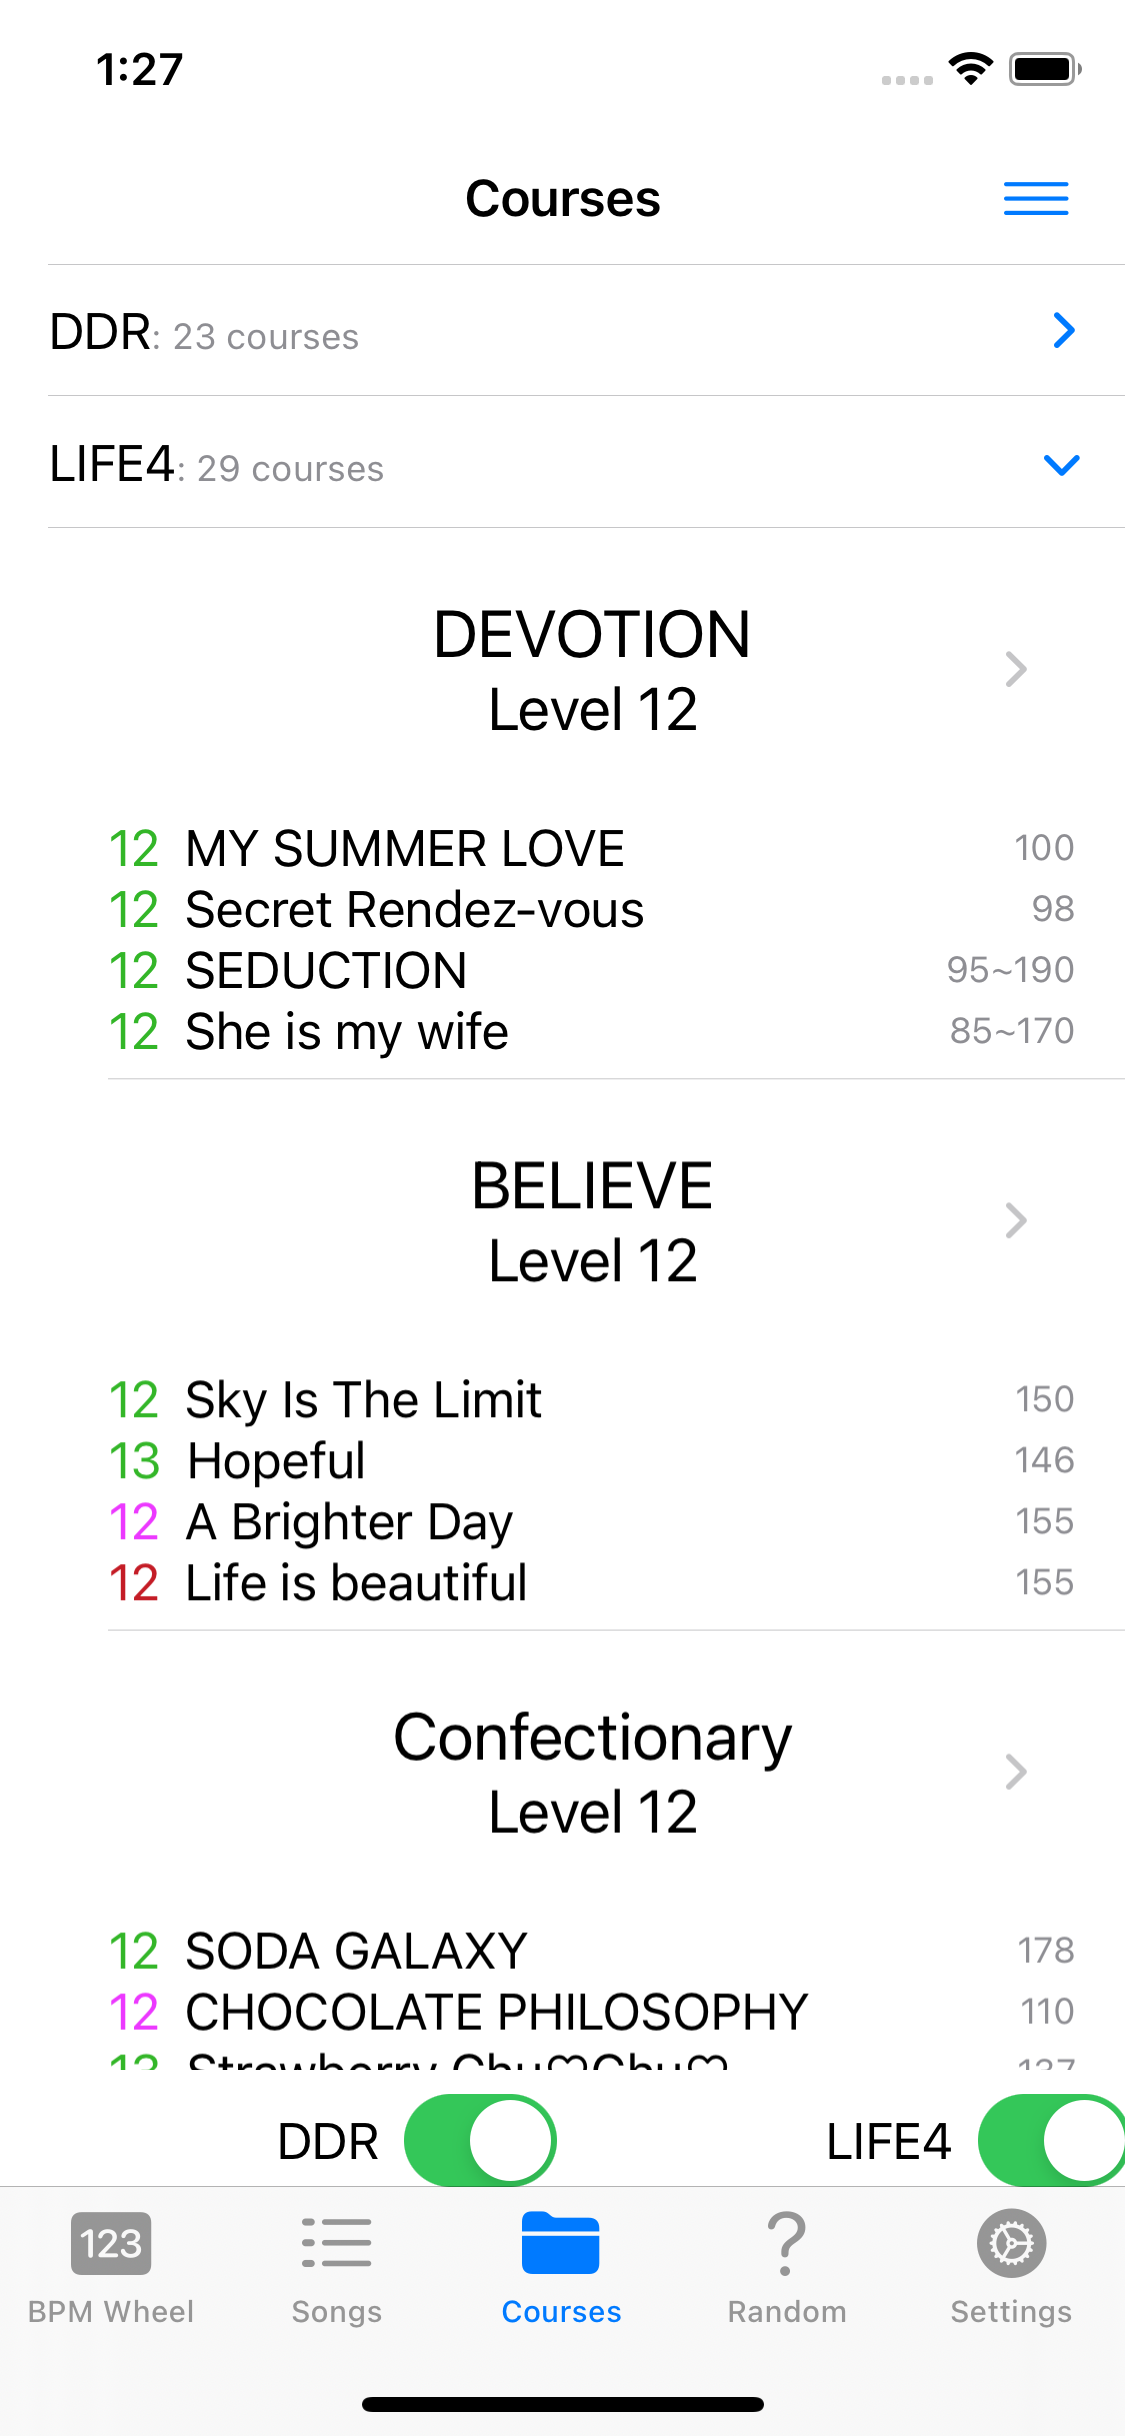 1:27
Courses
DDR: 23 courses
LIFE4: 29 courses
DEVOTION
Level 12
12 MY SUMMER LOVE 100
12 Secret Rendez-vous 98
12 SEDUCTION 95~190
12 She is my wife 85~170
BELIEVE
Level 12
12 Sky Is The Limit 150
13 Hopeful 146
12 A Brighter Day 155
12 Life is beautiful 155
Confectionary
Level 12
12 SODA GALAXY 178
12 CHOCOLATE PHILOSOPHY 110
Strawberry Chu♡Chu♡
DDR LIFE4
123
BPM Wheel Songs Courses Random Settings